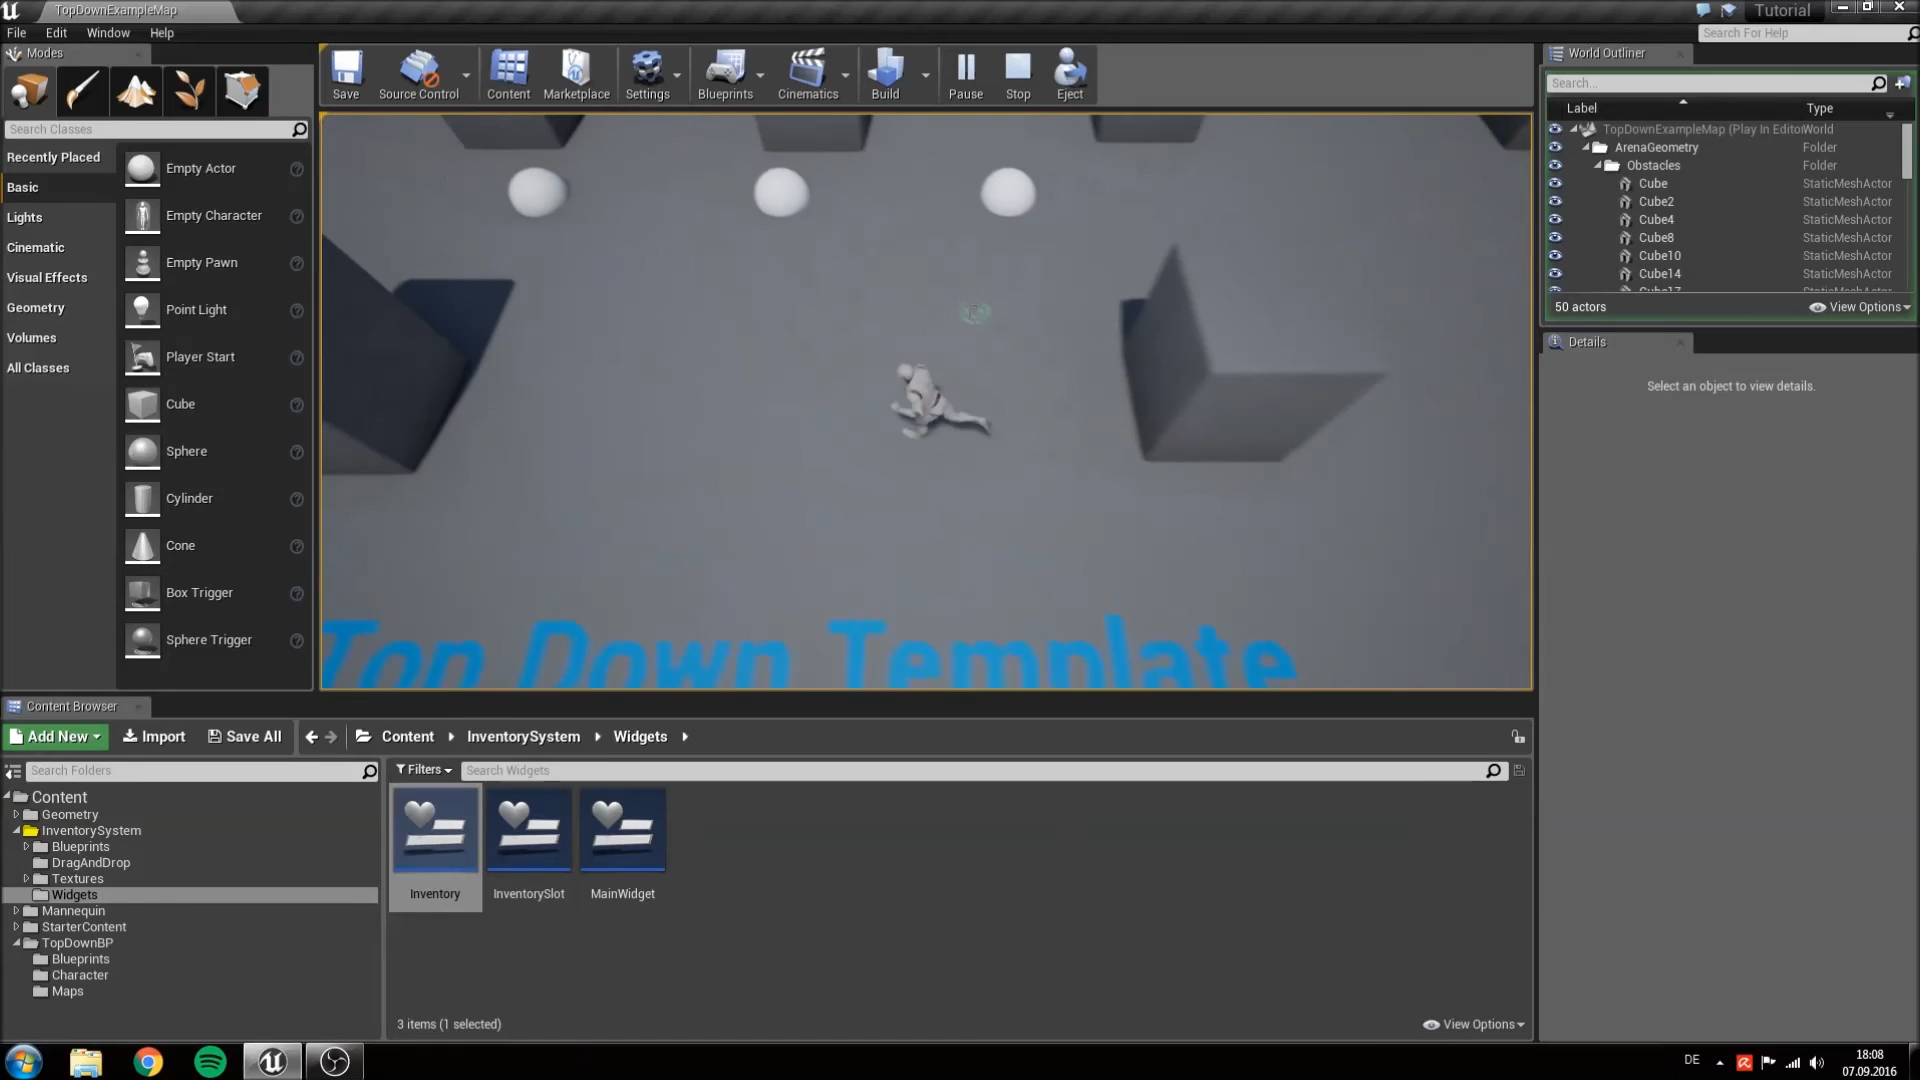 TopDownExampleMap
Tutorial
File Edit Window Help
Search For Help
Modes
Save
Source Control
Content
Marketplace
Settings
Blueprints
Cinematics
Build
Pause
Stop
Eject
World Outliner
Search...
Label Type
TopDownExampleMap (Play In Editor World
ArenaGeometry Folder
Obstacles Folder
Cube StaticMeshActor
Cube2 StaticMeshActor
Cube4 StaticMeshActor
Cube8 StaticMeshActor
Cube10 StaticMeshActor
Cube14 StaticMeshActor
Cube17 StaticMeshActor
50 actors
View Options
Details
Select an object to view details.
Search Classes
Recently Placed
Basic
Lights
Cinematic
Visual Effects
Geometry
Volumes
All Classes
Empty Actor
Empty Character
Empty Pawn
Point Light
Player Start
Cube
Sphere
Cylinder
Cone
Box Trigger
Sphere Trigger
Top Down Template
Content Browser
Add New
Import
Save All
Content
InventorySystem
Widgets
Search Folders
Filters
Search Widgets
Content
Geometry
InventorySystem
Blueprints
DragAndDrop
Textures
Widgets
Mannequin
StarterContent
TopDownBP
Blueprints
Character
Maps
Inventory
InventorySlot
MainWidget
3 items (1 selected)
View Options
DE
18:08
07.09.2016